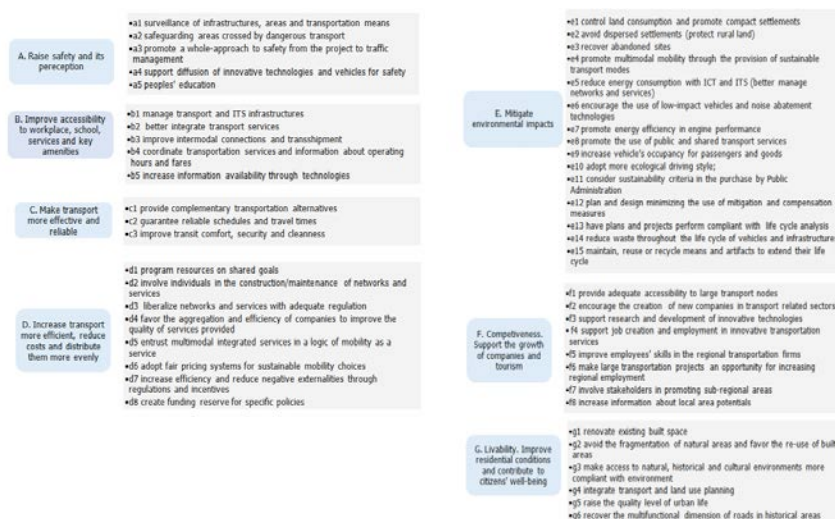 A. Raise safety and its
pereception
•a1 surveillance of infrastructures, areas and transportation means
•a2 safeguarding areas crossed by dangerous transport
•a3 promote a whole-approach to safety from the project to traffic
management
•a4 support diffusion of innovative technologies and vehicles for safety
•a5 peoples' education
B. Improve accessibility
to workplace, school,
services and key
amenities
•b1 manage transport and ITS infrastructures
•b2 better integrate transport services
•b3 improve intermodal connections and transshipment
•b4 coordinate transportation services and information about operating
hours and fares
•b5 increase information availability through technologies
C. Make transport
more effective and
reliable
•c1 provide complementary transportation alternatives
•c2 guarantee reliable schedules and travel times
•c3 improve transit comfort, security and cleanness
D. Increase transport
more efficient, reduce
costs and distribute
them more evenly
•d1 program resources on shared goals
•d2 involve individuals in the construction/maintenance of networks and
services
•d3 liberalize networks and services with adequate regulation
•d4 favor the aggregation and efficiency of companies to improve the
quality of services provided
•d5 entrust multimodal integrated services in a logic of mobility as a
service
•d6 adopt fair pricing systems for sustainable mobility choices
•d7 increase efficiency and reduce negative externalities through
regulations and incentives
•d8 create funding reserve for specific policies
E. Mitigate
environmental impacts
•e1 control land consumption and promote compact settlements
•e2 avoid dispersed settlements (protect rural land)
•e3 recover abandoned sites
•e4 promote multimodal mobility through the provision of sustainable
transport modes
•e5 reduce energy consumption with ICT and ITS (better manage
networks and services)
•e6 encourage the use of low-impact vehicles and noise abatement
technologies
•e7 promote energy efficiency in engine performance
•e8 promote the use of public and shared transport services
•e9 increase vehicle's occupancy for passengers and goods
•e10 adopt more ecological driving style;
•e11 consider sustainability criteria in the purchase by Public
Administration
•e12 plan and design minimizing the use of mitigation and compensation
measures
•e13 have plans and projects perform compliant with life cycle analysis
•e14 reduce waste throughout the life cycle of vehicles and infrastructure
•e15 maintain, reuse or recycle means and artifacts to extend their life
cycle
F. Competiveness.
Support the growth
of companies and
tourism
•f1 provide adequate accessibility to large transport nodes
•f2 encourage the creation of new companies in transport related sectors
•f3 support research and development of innovative technologies
• f4 support job creation and employment in innovative transportation
services
•f5 improve employees' skills in the regional transportation firms
•f6 make large transportation projects an opportunity for increasing
regional employment
•f7 involve stakeholders in promoting sub-regional areas
•f8 increase information about local area potentials
G. Livability. Improve
residential conditions
and contribute to
citizens' well-being
•g1 renovate existing built space
•g2 avoid the fragmentation of natural areas and favor the re-use of built
areas
•g3 make access to natural, historical and cultural environments more
compliant with environment
•g4 integrate transport and land use planning
•g5 raise the quality level of urban life
•g6 recover the multifunctional dimension of roads in historical areas